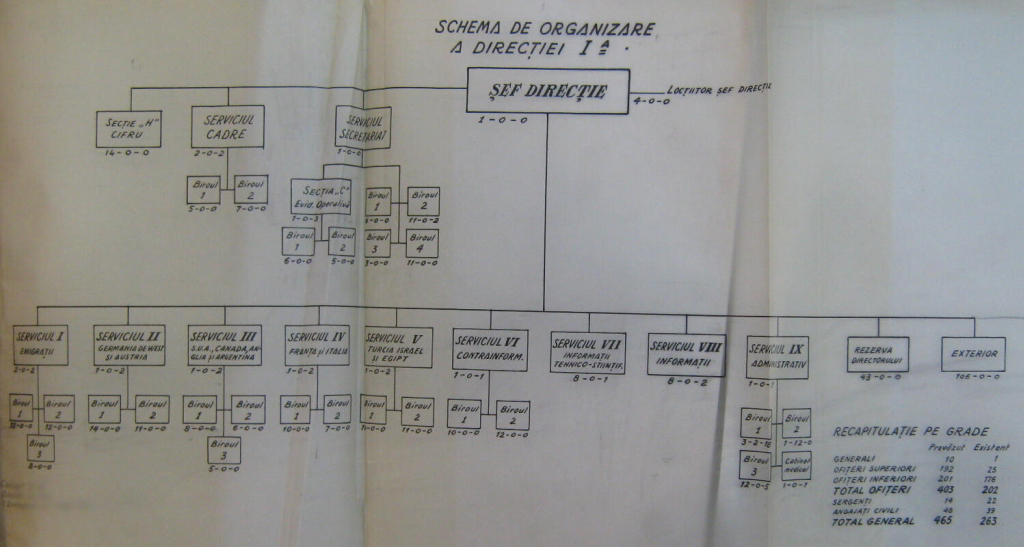 SCHEMA DE ORGANIZARE
A DIRECȚIEI I A
ȘEF DIRECȚIE
1-0-0
LOCȚIITOR ȘEF DIRECȚIE
4-0-0
SECȚIE „H"
CIFRU
14-0-0
SERVICIUL
CADRE
2-0-2
SERVICIUL
SECRETARIAT
1-0-0
Biroul
1
5-0-0
Biroul
2
7-0-0
SECȚIA „C"
Evid. Operativă
1-0-3
Biroul
1
6-0-0
Biroul
2
5-0-0
Biroul
1
Biroul
2
11-0-2
Biroul
3
3-0-0
Biroul
4
11-0-0
SERVICIUL I
EMIGRAȚII
2-0-2
SERVICIUL II
GERMANIA DE VEST
ȘI AUSTRIA
1-0-2
SERVICIUL III
S.U.A., CANADA, AN-
GLIA ȘI ARGENTINA
1-0-2
SERVICIUL IV
FRANȚA ȘI ITALIA
1-0-2
SERVICIUL V
TURCIA ISRAEL
ȘI EGIPT
1-0-2
SERVICIUL VI
CONTRAINFORM.
1-0-1
SERVICIUL VII
INFORMAȚII
TEHNICO-ȘTIINȚIF.
8-0-1
SERVICIUL VIII
INFORMAȚII
8-0-2
SERVICIUL IX
ADMINISTRATIV
1-0-1
REZERVA
DIRECTORULUI
43-0-0
EXTERIOR
105-0-0
Biroul
1
Biroul
2
12-0-0
Biroul
3
8-0-0
Biroul
1
14-0-0
Biroul
2
11-0-0
Biroul
1
8-0-0
Biroul
2
6-0-0
Biroul
3
5-0-0
Biroul
1
10-0-0
Biroul
2
7-0-0
Biroul
1
11-0-0
Biroul
2
11-0-0
Biroul
1
10-0-0
Biroul
2
12-0-0
Biroul
1
3-2-16
Biroul
2
1-12-0
Biroul
3
12-0-5
Cabinet
medical
1-0-1
RECAPITULAȚIE PE GRADE
Prevăzut Existent
GENERALI 10 1
OFIȚERI SUPERIORI 192 25
OFIȚERI INFERIORI 201 176
TOTAL OFIȚERI 403 202
SERGENȚI 14 22
ANGAJAȚI CIVILI 48 39
TOTAL GENERAL 465 263